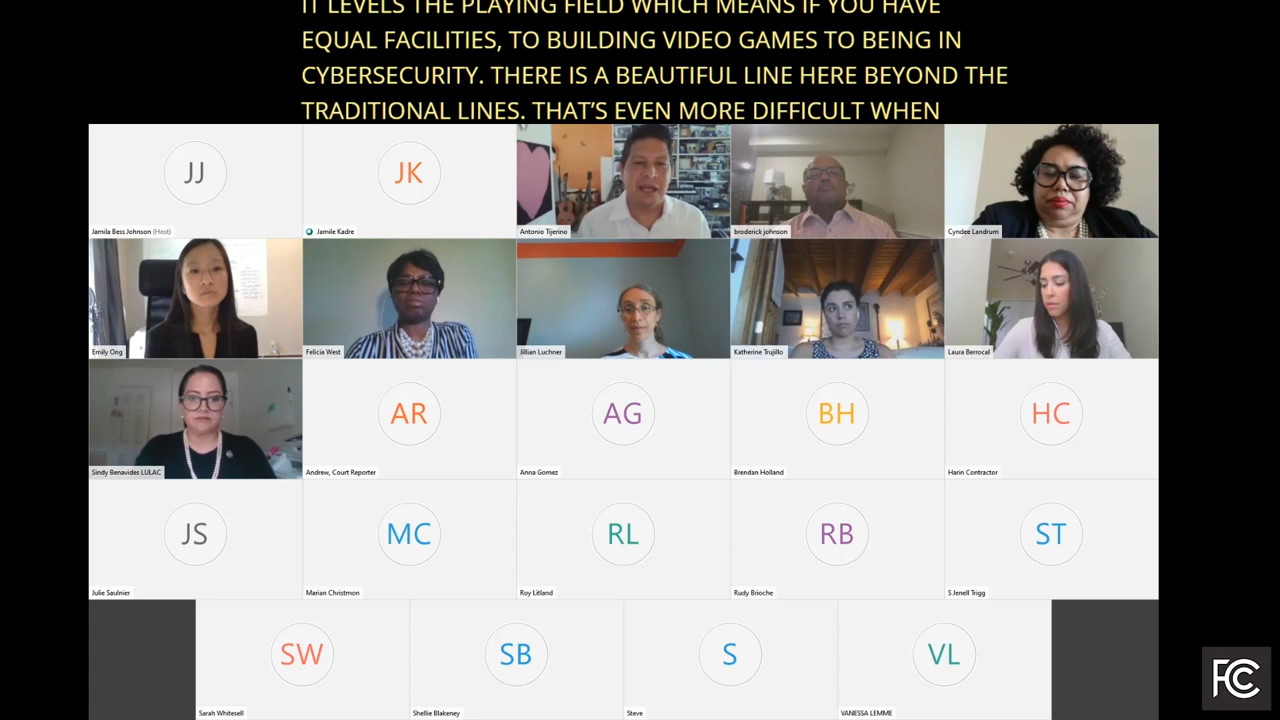 IT LEVELS THE PLAYING FIELD WHICH MEANS IF YOU HAVE
EQUAL FACILITIES, TO BUILDING VIDEO GAMES TO BEING IN
CYBERSECURITY. THERE IS A BEAUTIFUL LINE HERE BEYOND THE
TRADITIONAL LINES. THAT'S EVEN MORE DIFFICULT WHEN
JJ
Jamila Bess Johnson (Host)
JK
Jamile Kadre
Antonio Tijerino
broderick johnson
Cyndee Landrum
Emily Ong
Felicia West
Jillian Luchner
Katherine Trujillo
Laura Berrocal
Sindy Benavides LULAC
AR
Andrew, Court Reporter
AG
Anna Gomez
BH
Brendan Holland
HC
Harin Contractor
JS
Julie Saulnier
MC
Marian Christmon
RL
Roy Litland
RB
Rudy Brioche
ST
S Jenell Trigg
SW
Sarah Whitesell
SB
Shellie Blakeney
S
Steve
VL
VANESSA LEMME
FCC